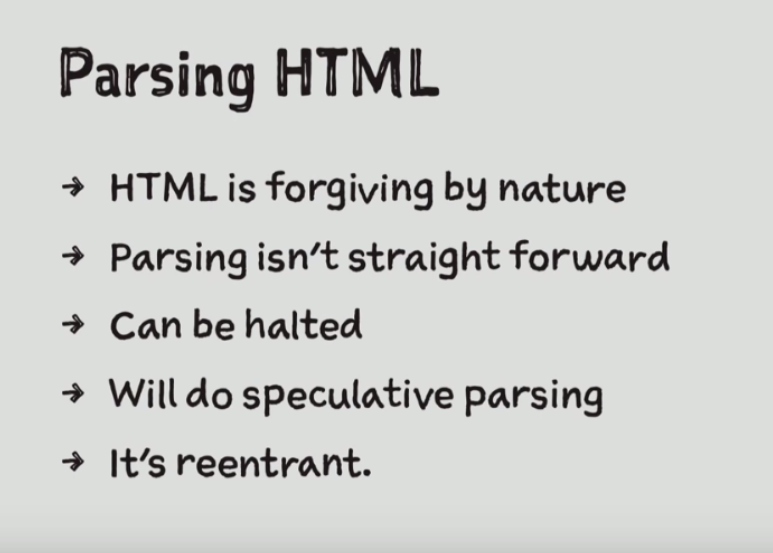 Parsing HTML
→ HTML is forgiving by nature
→ Parsing isn't straight forward
→ Can be halted
→ Will do speculative parsing
→ It's reentrant.